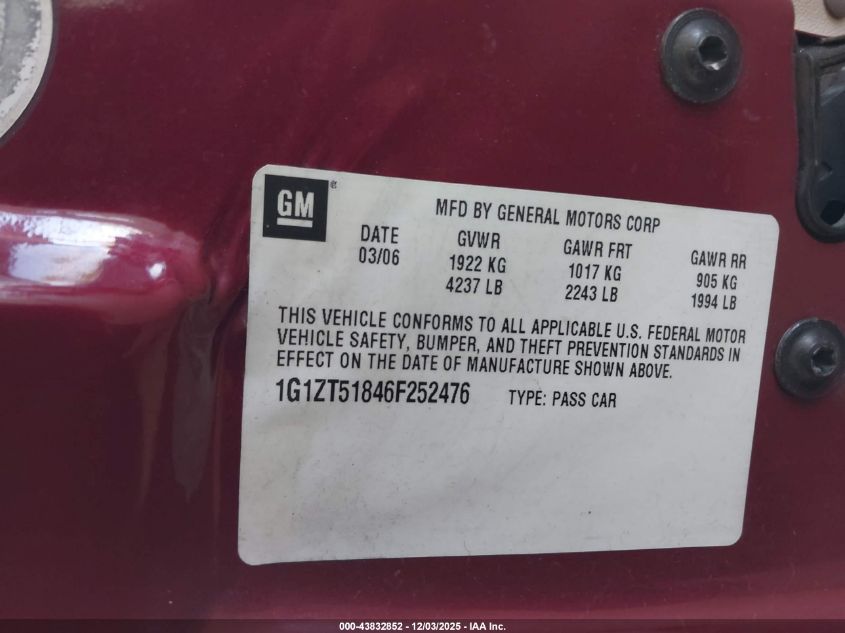 GM
MFD BY GENERAL MOTORS CORP
DATE GVWR GAWR FRT GAWR RR
03/06 1922 KG 1017 KG 905 KG
4237 LB 2243 LB 1994 LB
THIS VEHICLE CONFORMS TO ALL APPLICABLE U.S. FEDERAL MOTOR
VEHICLE SAFETY, BUMPER, AND THEFT PREVENTION STANDARDS IN
EFFECT ON THE DATE OF MANUFACTURE SHOWN ABOVE.
1G1ZT51846F252476 TYPE: PASS CAR
000-43832852 - 12/03/2025 - IAA Inc.